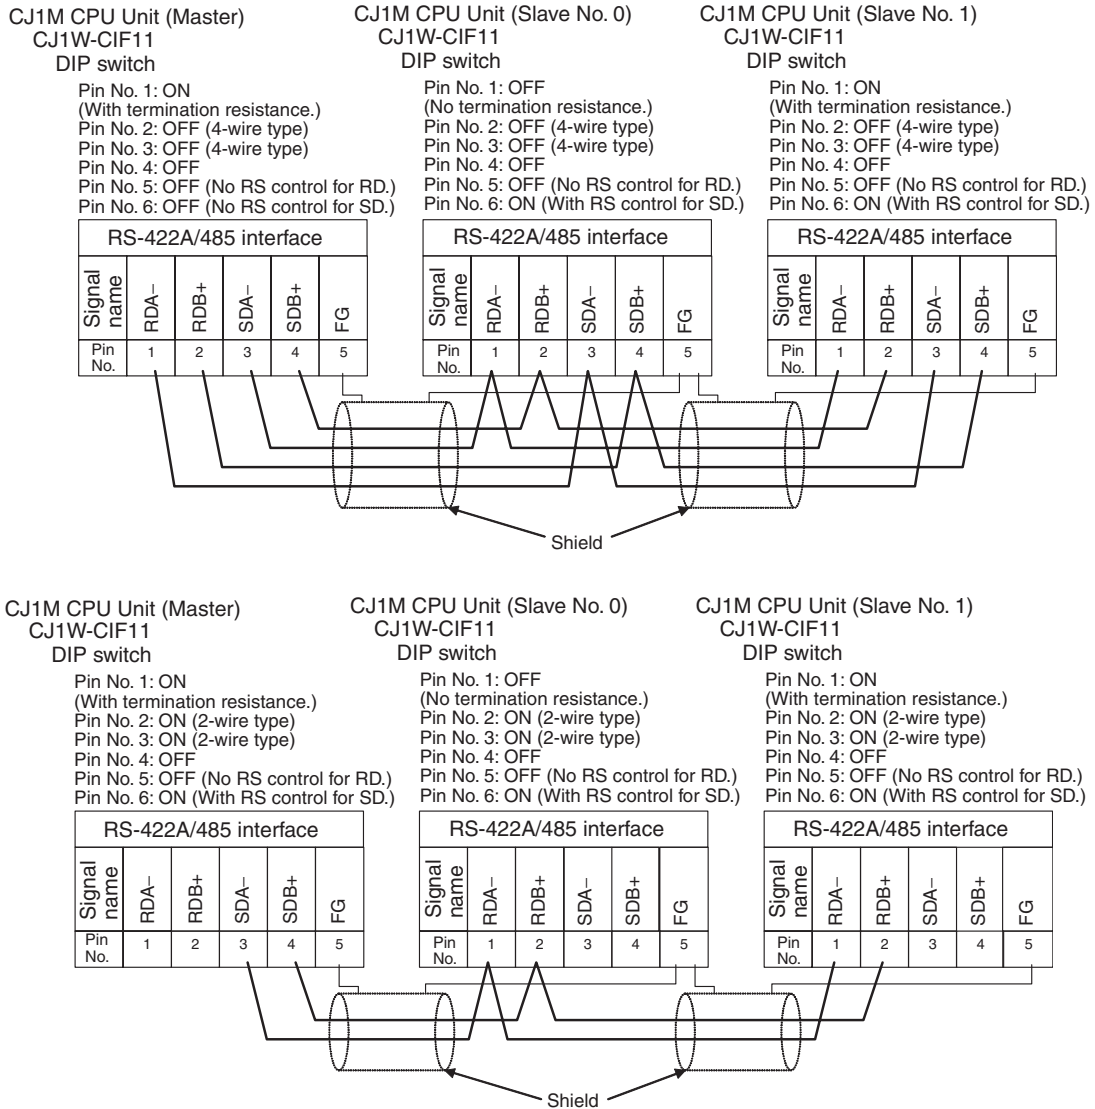 CJ1M CPU Unit (Master)
CJ1W-CIF11
DIP switch
Pin No. 1: ON
(With termination resistance.)
Pin No. 2: OFF (4-wire type)
Pin No. 3: OFF (4-wire type)
Pin No. 4: OFF
Pin No. 5: OFF (No RS control for RD.)
Pin No. 6: OFF (No RS control for SD.)
RS-422A/485 interface
Signal name
RDA−
RDB+
SDA−
SDB+
FG
Pin No.
1
2
3
4
5
CJ1M CPU Unit (Slave No. 0)
CJ1W-CIF11
DIP switch
Pin No. 1: OFF
(No termination resistance.)
Pin No. 2: OFF (4-wire type)
Pin No. 3: OFF (4-wire type)
Pin No. 4: OFF
Pin No. 5: OFF (No RS control for RD.)
Pin No. 6: ON (With RS control for SD.)
RS-422A/485 interface
Signal name
RDA−
RDB+
SDA−
SDB+
FG
Pin No.
1
2
3
4
5
CJ1M CPU Unit (Slave No. 1)
CJ1W-CIF11
DIP switch
Pin No. 1: ON
(With termination resistance.)
Pin No. 2: OFF (4-wire type)
Pin No. 3: OFF (4-wire type)
Pin No. 4: OFF
Pin No. 5: OFF (No RS control for RD.)
Pin No. 6: ON (With RS control for SD.)
RS-422A/485 interface
Signal name
RDA−
RDB+
SDA−
SDB+
FG
Pin No.
1
2
3
4
5
Shield
CJ1M CPU Unit (Master)
CJ1W-CIF11
DIP switch
Pin No. 1: ON
(With termination resistance.)
Pin No. 2: ON (2-wire type)
Pin No. 3: ON (2-wire type)
Pin No. 4: OFF
Pin No. 5: OFF (No RS control for RD.)
Pin No. 6: ON (With RS control for SD.)
RS-422A/485 interface
Signal name
RDA−
RDB+
SDA−
SDB+
FG
Pin No.
1
2
3
4
5
CJ1M CPU Unit (Slave No. 0)
CJ1W-CIF11
DIP switch
Pin No. 1: OFF
(No termination resistance.)
Pin No. 2: ON (2-wire type)
Pin No. 3: ON (2-wire type)
Pin No. 4: OFF
Pin No. 5: OFF (No RS control for RD.)
Pin No. 6: ON (With RS control for SD.)
RS-422A/485 interface
Signal name
RDA−
RDB+
SDA−
SDB+
FG
Pin No.
1
2
3
4
5
CJ1M CPU Unit (Slave No. 1)
CJ1W-CIF11
DIP switch
Pin No. 1: ON
(With termination resistance.)
Pin No. 2: ON (2-wire type)
Pin No. 3: ON (2-wire type)
Pin No. 4: OFF
Pin No. 5: OFF (No RS control for RD.)
Pin No. 6: ON (With RS control for SD.)
RS-422A/485 interface
Signal name
RDA−
RDB+
SDA−
SDB+
FG
Pin No.
1
2
3
4
5
Shield